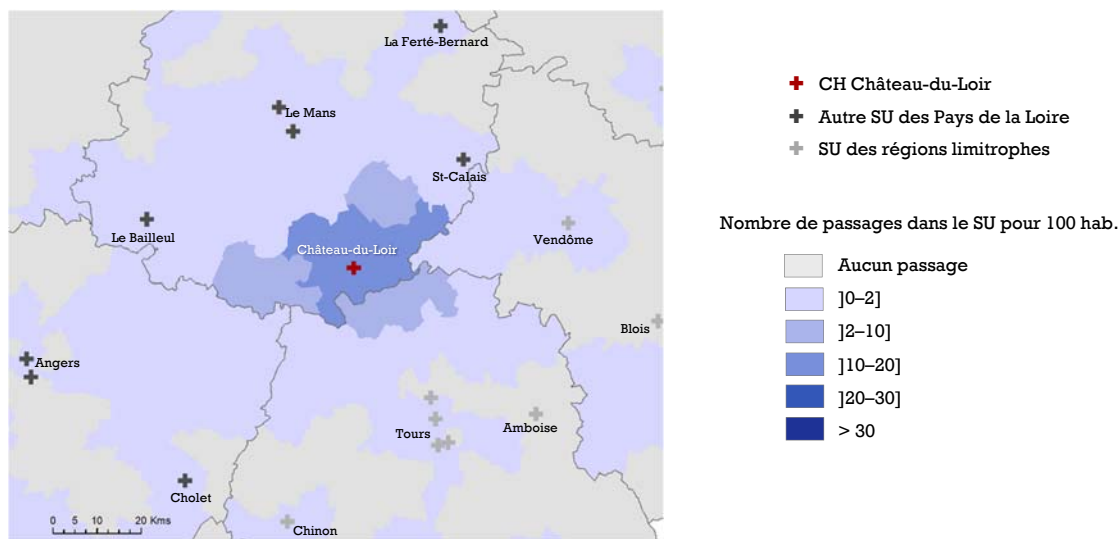 La Ferté-Bernard
Le Mans
St-Calais
Le Bailleul
Vendôme
Château-du-Loir
Blois
Angers
Tours
Amboise
Cholet
Chinon
0 5 10 20 Kms
CH Château-du-Loir
Autre SU des Pays de la Loire
SU des régions limitrophes
Nombre de passages dans le SU pour 100 hab.
Aucun passage
]0–2]
]2–10]
]10–20]
]20–30]
> 30